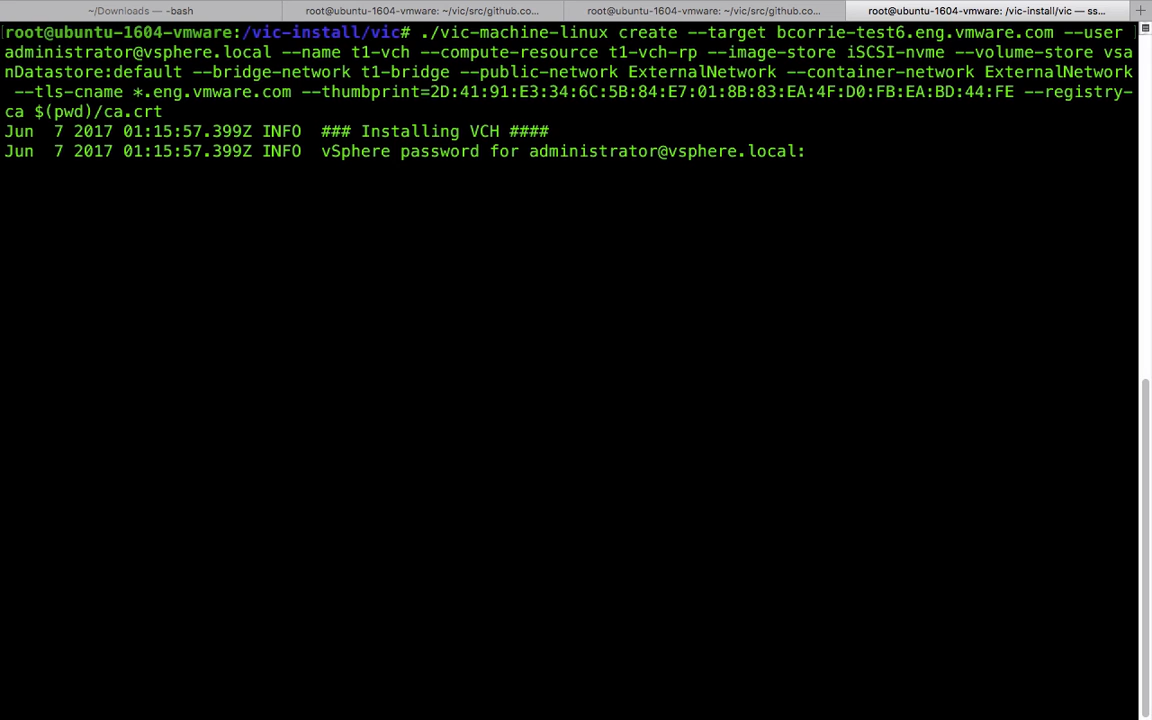 ~/Downloads — -bash
root@ubuntu-1604-vmware: ~/vic/src/github.co...
root@ubuntu-1604-vmware: ~/vic/src/github.co...
root@ubuntu-1604-vmware: /vic-install/vic — ss...
+
[root@ubuntu-1604-vmware:/vic-install/vic# ./vic-machine-linux create --target bcorrie-test6.eng.vmware.com --user ]
administrator@vsphere.local --name t1-vch --compute-resource t1-vch-rp --image-store iSCSI-nvme --volume-store vsa
nDatastore:default --bridge-network t1-bridge --public-network ExternalNetwork --container-network ExternalNetwork
--tls-cname *.eng.vmware.com --thumbprint=2D:41:91:E3:34:6C:5B:84:E7:01:8B:83:EA:4F:D0:FB:EA:BD:44:FE --registry-
ca $(pwd)/ca.crt
Jun  7 2017 01:15:57.399Z INFO  ### Installing VCH ####
Jun  7 2017 01:15:57.399Z INFO  vSphere password for administrator@vsphere.local: